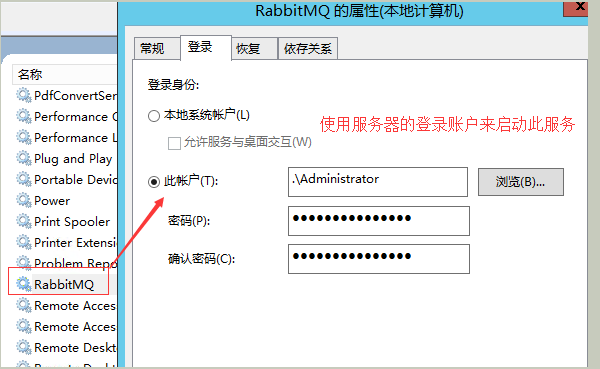 RabbitMQ 的属性(本地计算机)
x
常规
登录
恢复
依存关系
名称
PdfConvertSer
Performance C
Performance L
Plug and Play
Portable Devic
Power
Print Spooler
Printer Extensi
Problem Repo
RabbitMQ
Remote Acces
Remote Acces
Remote Deskt
Remote Deskt
登录身份:
本地系统帐户(L)
使用服务器的登录账户来启动此服务
允许服务与桌面交互(W)
此帐户(T):
.\Administrator
浏览(B)...
密码(P):
●●●●●●●●●●●●●●●
确认密码(C):
●●●●●●●●●●●●●●●